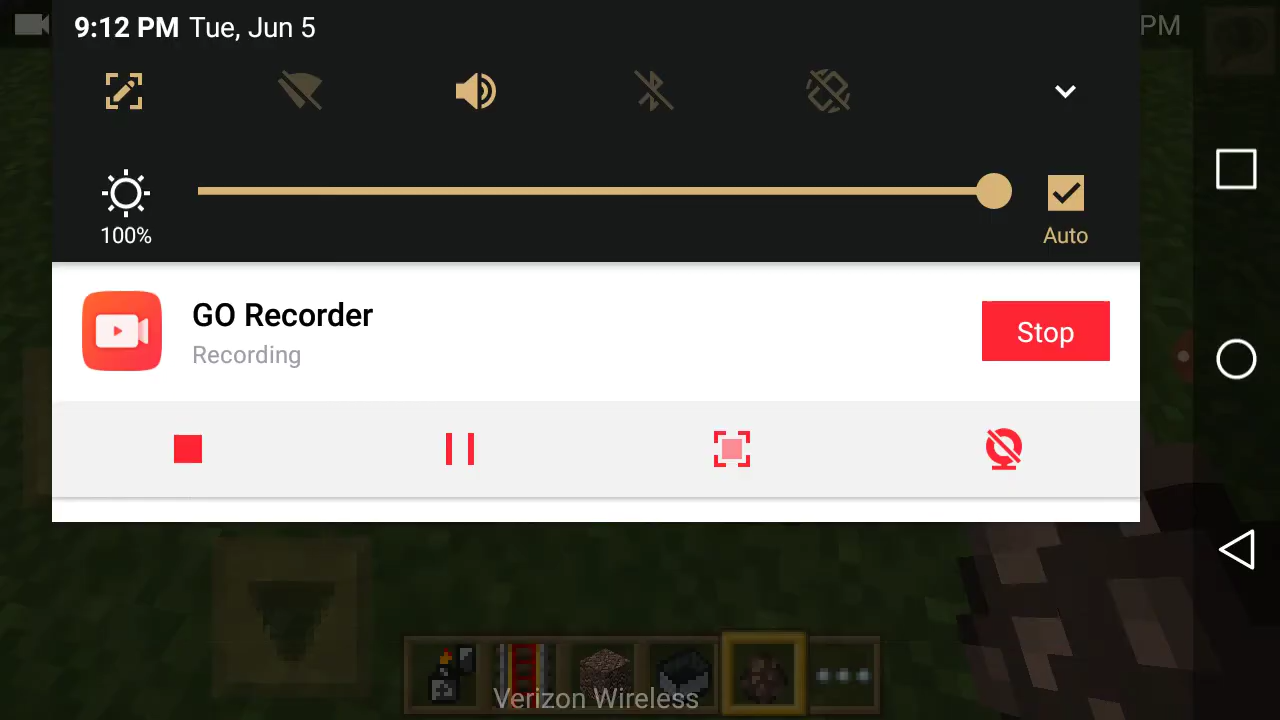 9:12 PM Tue, Jun 5
PM
100%
Auto
GO Recorder
Recording
Stop
Verizon Wireless